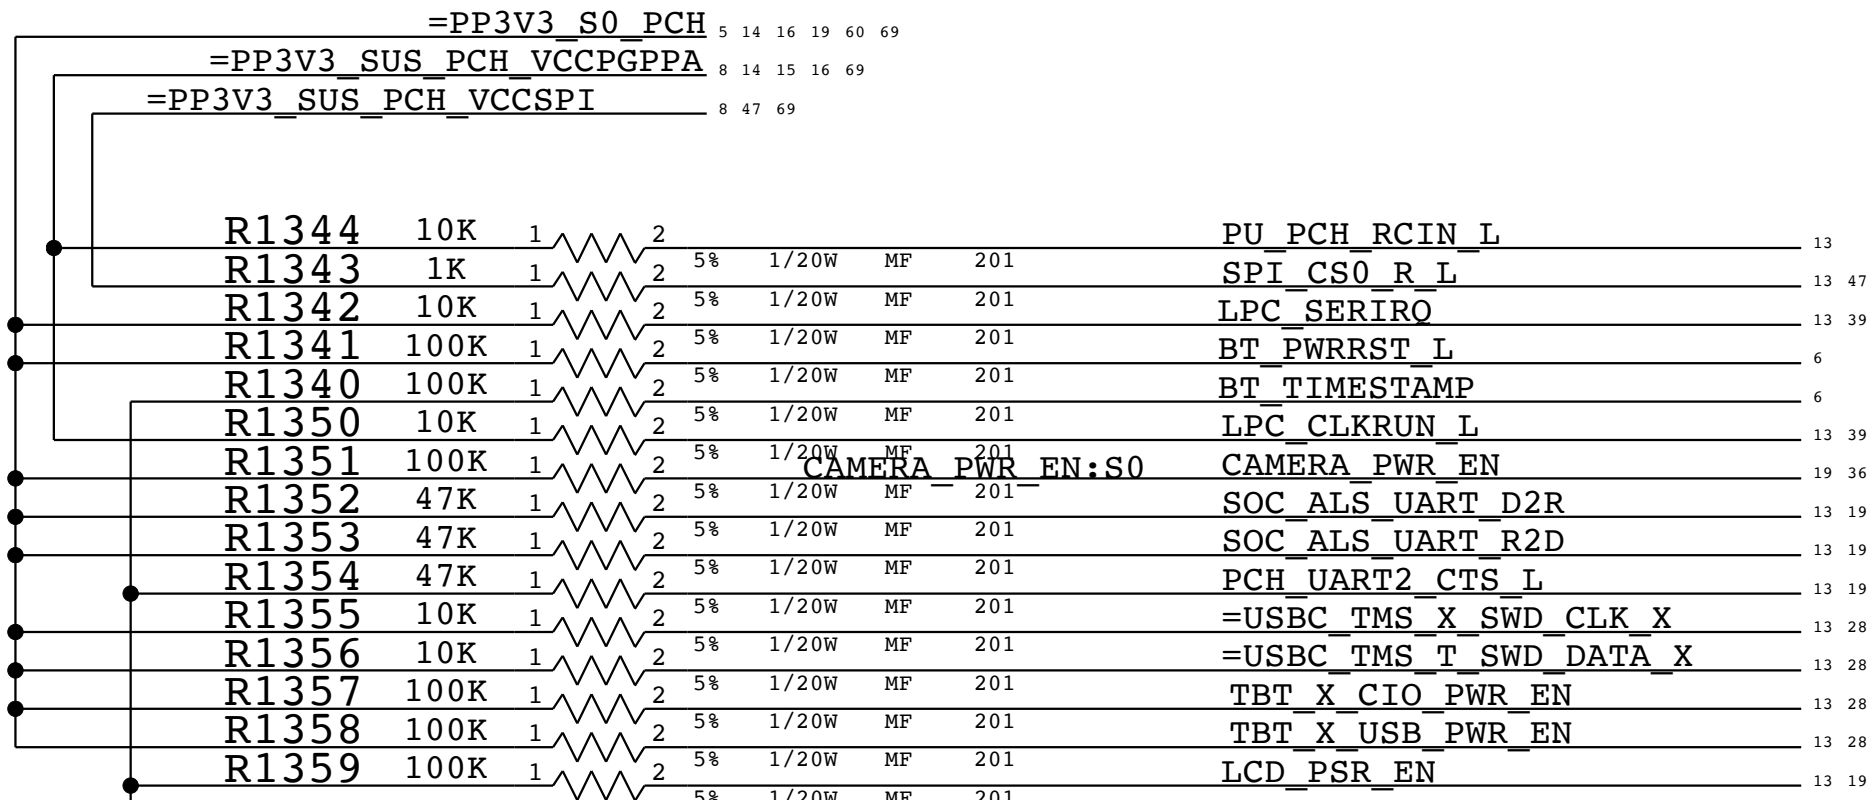 =PP3V3_S0_PCH 5 14 16 19 60 69
=PP3V3_SUS_PCH_VCCPGPPA 8 14 15 16 69
=PP3V3_SUS_PCH_VCCSPI 8 47 69
R1344 10K 1 2 PU_PCH_RCIN_L 13
5% 1/20W MF 201
R1343 1K 1 2 SPI_CS0_R_L 13 47
5% 1/20W MF 201
R1342 10K 1 2 LPC_SERIRQ 13 39
5% 1/20W MF 201
R1341 100K 1 2 BT_PWRRST_L 6
5% 1/20W MF 201
R1340 100K 1 2 BT_TIMESTAMP 6
5% 1/20W MF 201
R1350 10K 1 2 LPC_CLKRUN_L 13 39
5% 1/20W MF 201
R1351 100K 1 2 CAMERA_PWR_EN:S0 CAMERA_PWR_EN 19 36
5% 1/20W MF 201
R1352 47K 1 2 SOC_ALS_UART_D2R 13 19
5% 1/20W MF 201
R1353 47K 1 2 SOC_ALS_UART_R2D 13 19
5% 1/20W MF 201
R1354 47K 1 2 PCH_UART2_CTS_L 13 19
5% 1/20W MF 201
R1355 10K 1 2 =USBC_TMS_X_SWD_CLK_X 13 28
5% 1/20W MF 201
R1356 10K 1 2 =USBC_TMS_T_SWD_DATA_X 13 28
5% 1/20W MF 201
R1357 100K 1 2 TBT_X_CIO_PWR_EN 13 28
5% 1/20W MF 201
R1358 100K 1 2 TBT_X_USB_PWR_EN 13 28
5% 1/20W MF 201
R1359 100K 1 2 LCD_PSR_EN 13 19
5% 1/20W MF 201